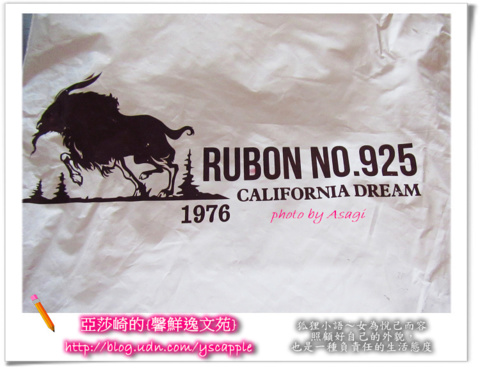 RUBON NO.925
CALIFORNIA DREAM
1976
photo by Asagi
亞莎崎的{馨鮮逸文苑}
http://blog.udn.com/yscapple
狐狸小語~女為悅己而容
照顧好自己的外貌，
也是一種負責任的生活態度